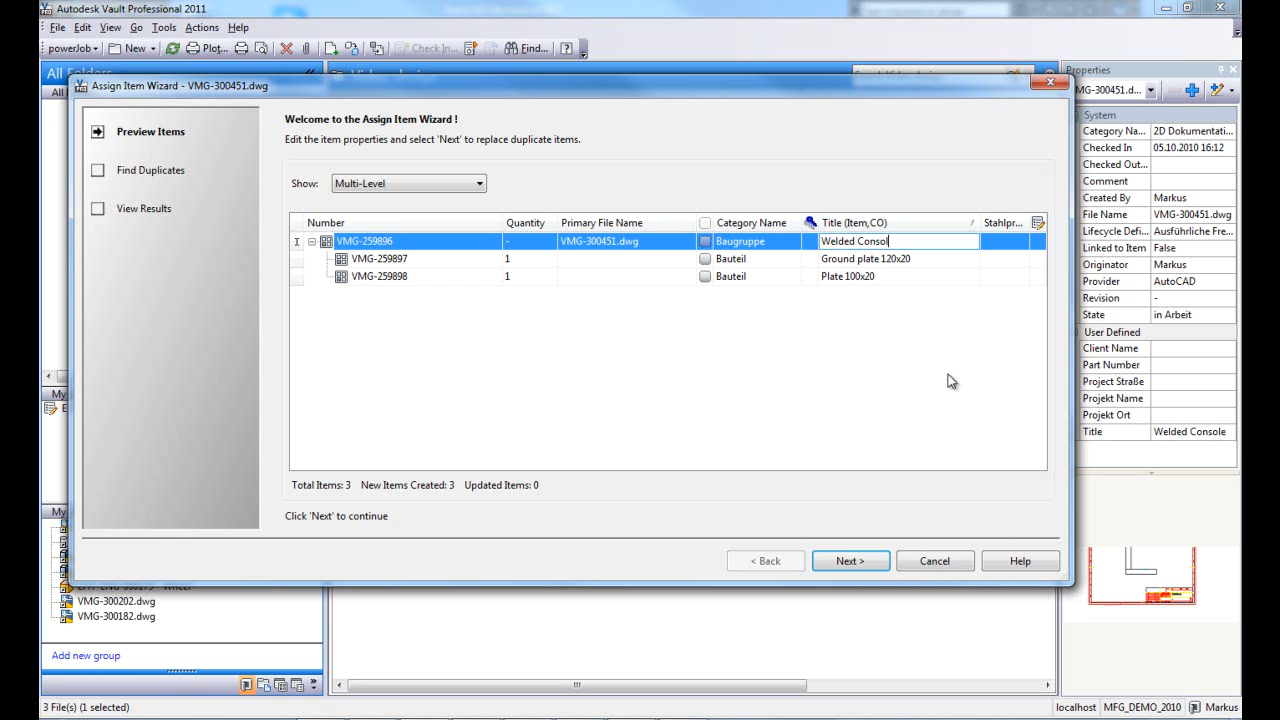 Autodesk Vault Professional 2011
File Edit View Go Tools Actions Help
powerJob New Plot... Check In... Find... ?
All Folders
Properties
Assign Item Wizard - VMG-300451.dwg
MG-300451.d...
Preview Items
Find Duplicates
View Results
Welcome to the Assign Item Wizard !
Edit the item properties and select 'Next' to replace duplicate items.
Show: Multi-Level
Number Quantity Primary File Name Category Name Title (Item,CO) Stahlpr...
VMG-259896 - VMG-300451.dwg Baugruppe Welded Consol
VMG-259897 1 Bauteil Ground plate 120x20
VMG-259898 1 Bauteil Plate 100x20
Total Items: 3 New Items Created: 3 Updated Items: 0
Click 'Next' to continue
< Back Next > Cancel Help
System
Category Na... 2D Dokumentati...
Checked In 05.10.2010 16:12
Checked Out...
Comment
Created By Markus
File Name VMG-300451.dwg
Lifecycle Defi... Ausführliche Fre...
Linked to Item False
Originator Markus
Provider AutoCAD
Revision -
State in Arbeit
User Defined
Client Name
Part Number
Project Straße
Projekt Name
Projekt Ort
Title Welded Console
My
My
VMG-300202.dwg
VMG-300182.dwg
Add new group
3 File(s) (1 selected)
localhost MFG_DEMO_2010 Markus